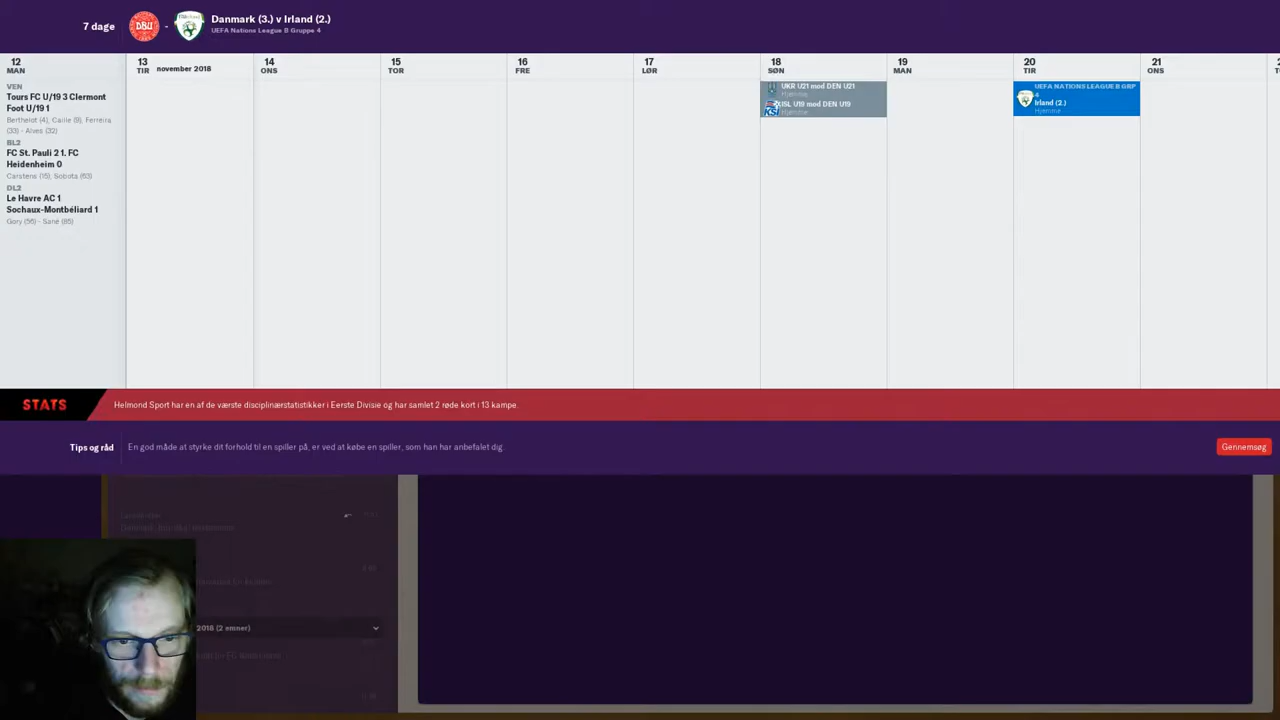 7 dage
Danmark (3.) v Irland (2.)
UEFA Nations League B Gruppe 4
12
MAN
13
TIR november 2018
14
ONS
15
TOR
16
FRE
17
LØR
18
SØN
19
MAN
20
TIR
21
ONS
VEN
Tours FC U/19 3 Clermont
Foot U/19 1
Berthelot (4), Caille (9), Ferreira
(33) - Alves (32)
BL2
FC St. Pauli 2 1. FC
Heidenheim 0
Carstens (15); Sobota (63)
DL2
Le Havre AC 1
Sochaux-Montbéliard 1
Gory (56) - Sané (85)
UKR U21 mod DEN U21
Hjemme
ISL U19 mod DEN U19
Hjemme
UEFA NATIONS LEAGUE B GRP
4
Irland (2.)
Hjemme
STATS
Helmond Sport har en af de værste disciplinærstatistikker i Eerste Divisie og har samlet 2 røde kort i 13 kampe.
Tips og råd
En god måde at styrke dit forhold til en spiller på, er ved at købe en spiller, som han har anbefalet dig.
Gennemsøg
2018 (2 emner)